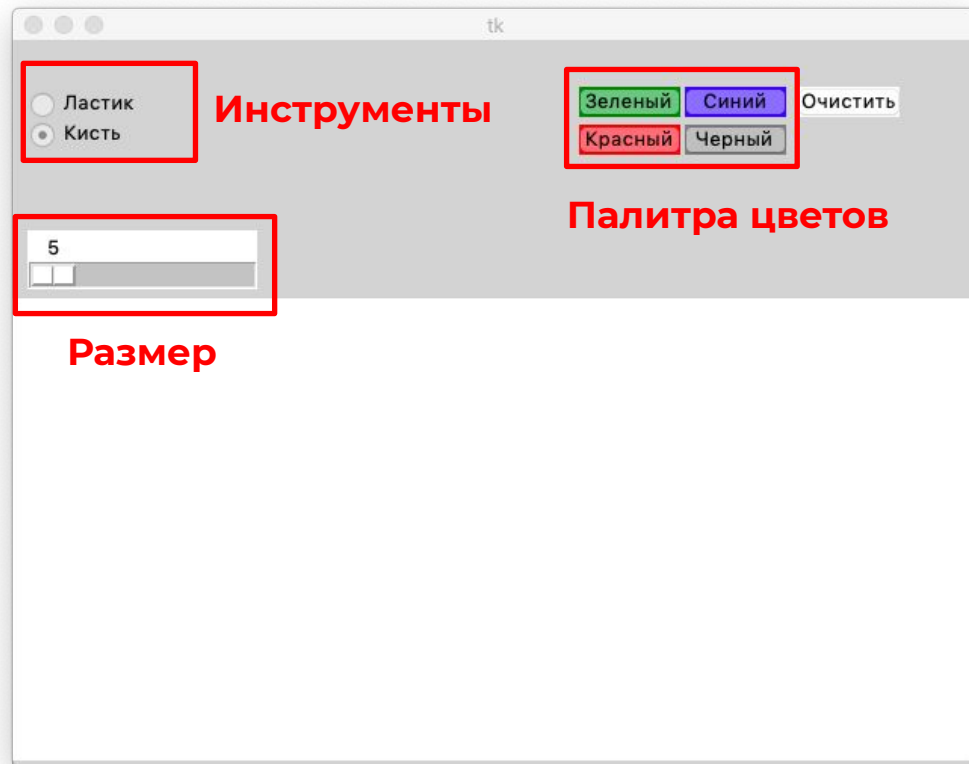 tk
Ластик
Кисть
Инструменты
Зеленый Синий Очистить
Красный Черный
Палитра цветов
5
Размер